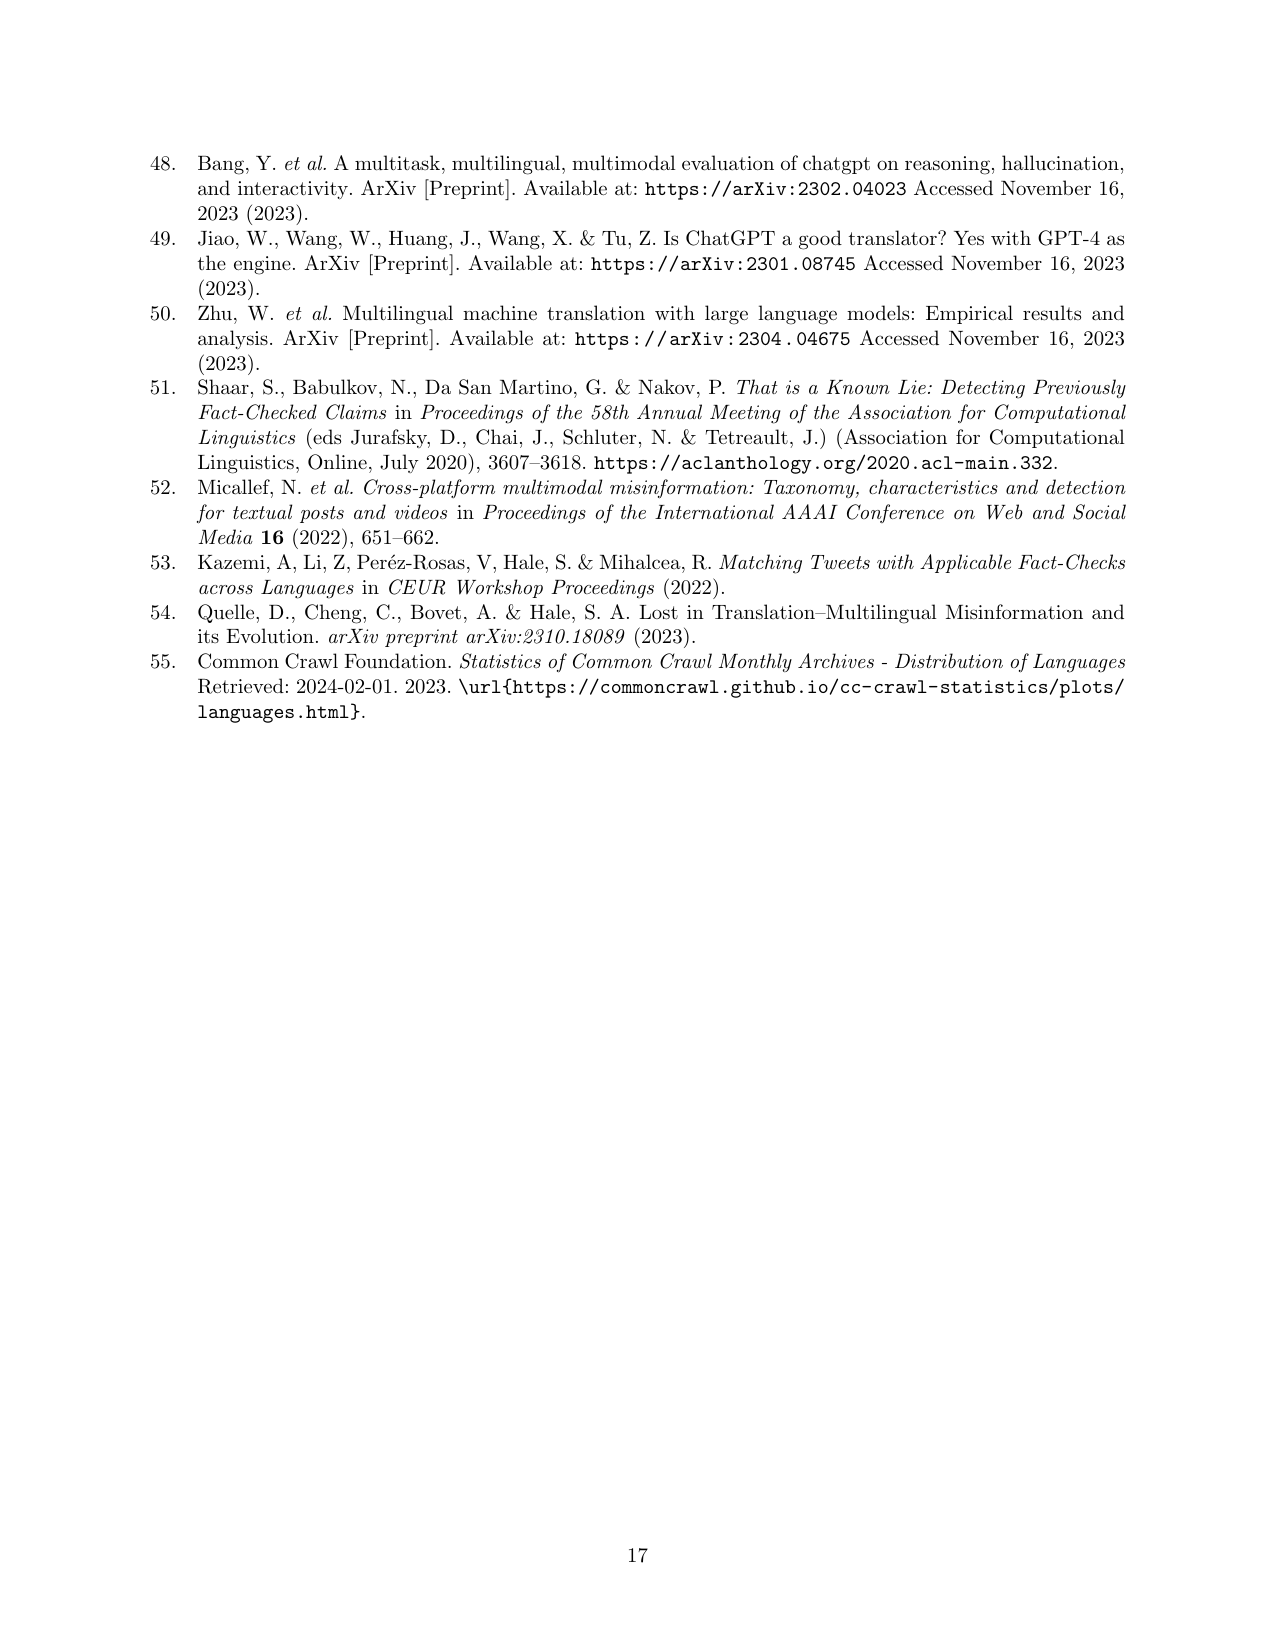 48. Bang, Y. et al. A multitask, multilingual, multimodal evaluation of chatgpt on reasoning, hallucination,
and interactivity. ArXiv [Preprint]. Available at: https://arXiv:2302.04023 Accessed November 16,
2023 (2023).
49. Jiao, W., Wang, W., Huang, J., Wang, X. & Tu, Z. Is ChatGPT a good translator? Yes with GPT-4 as
the engine. ArXiv [Preprint]. Available at: https://arXiv:2301.08745 Accessed November 16, 2023
(2023).
50. Zhu, W. et al. Multilingual machine translation with large language models: Empirical results and
analysis. ArXiv [Preprint]. Available at: https://arXiv:2304.04675 Accessed November 16, 2023
(2023).
51. Shaar, S., Babulkov, N., Da San Martino, G. & Nakov, P. That is a Known Lie: Detecting Previously
Fact-Checked Claims in Proceedings of the 58th Annual Meeting of the Association for Computational
Linguistics (eds Jurafsky, D., Chai, J., Schluter, N. & Tetreault, J.) (Association for Computational
Linguistics, Online, July 2020), 3607–3618. https://aclanthology.org/2020.acl-main.332.
52. Micallef, N. et al. Cross-platform multimodal misinformation: Taxonomy, characteristics and detection
for textual posts and videos in Proceedings of the International AAAI Conference on Web and Social
Media 16 (2022), 651–662.
53. Kazemi, A, Li, Z, Peréz-Rosas, V, Hale, S. & Mihalcea, R. Matching Tweets with Applicable Fact-Checks
across Languages in CEUR Workshop Proceedings (2022).
54. Quelle, D., Cheng, C., Bovet, A. & Hale, S. A. Lost in Translation–Multilingual Misinformation and
its Evolution. arXiv preprint arXiv:2310.18089 (2023).
55. Common Crawl Foundation. Statistics of Common Crawl Monthly Archives - Distribution of Languages
Retrieved: 2024-02-01. 2023. \url{https://commoncrawl.github.io/cc-crawl-statistics/plots/
languages.html}.
17